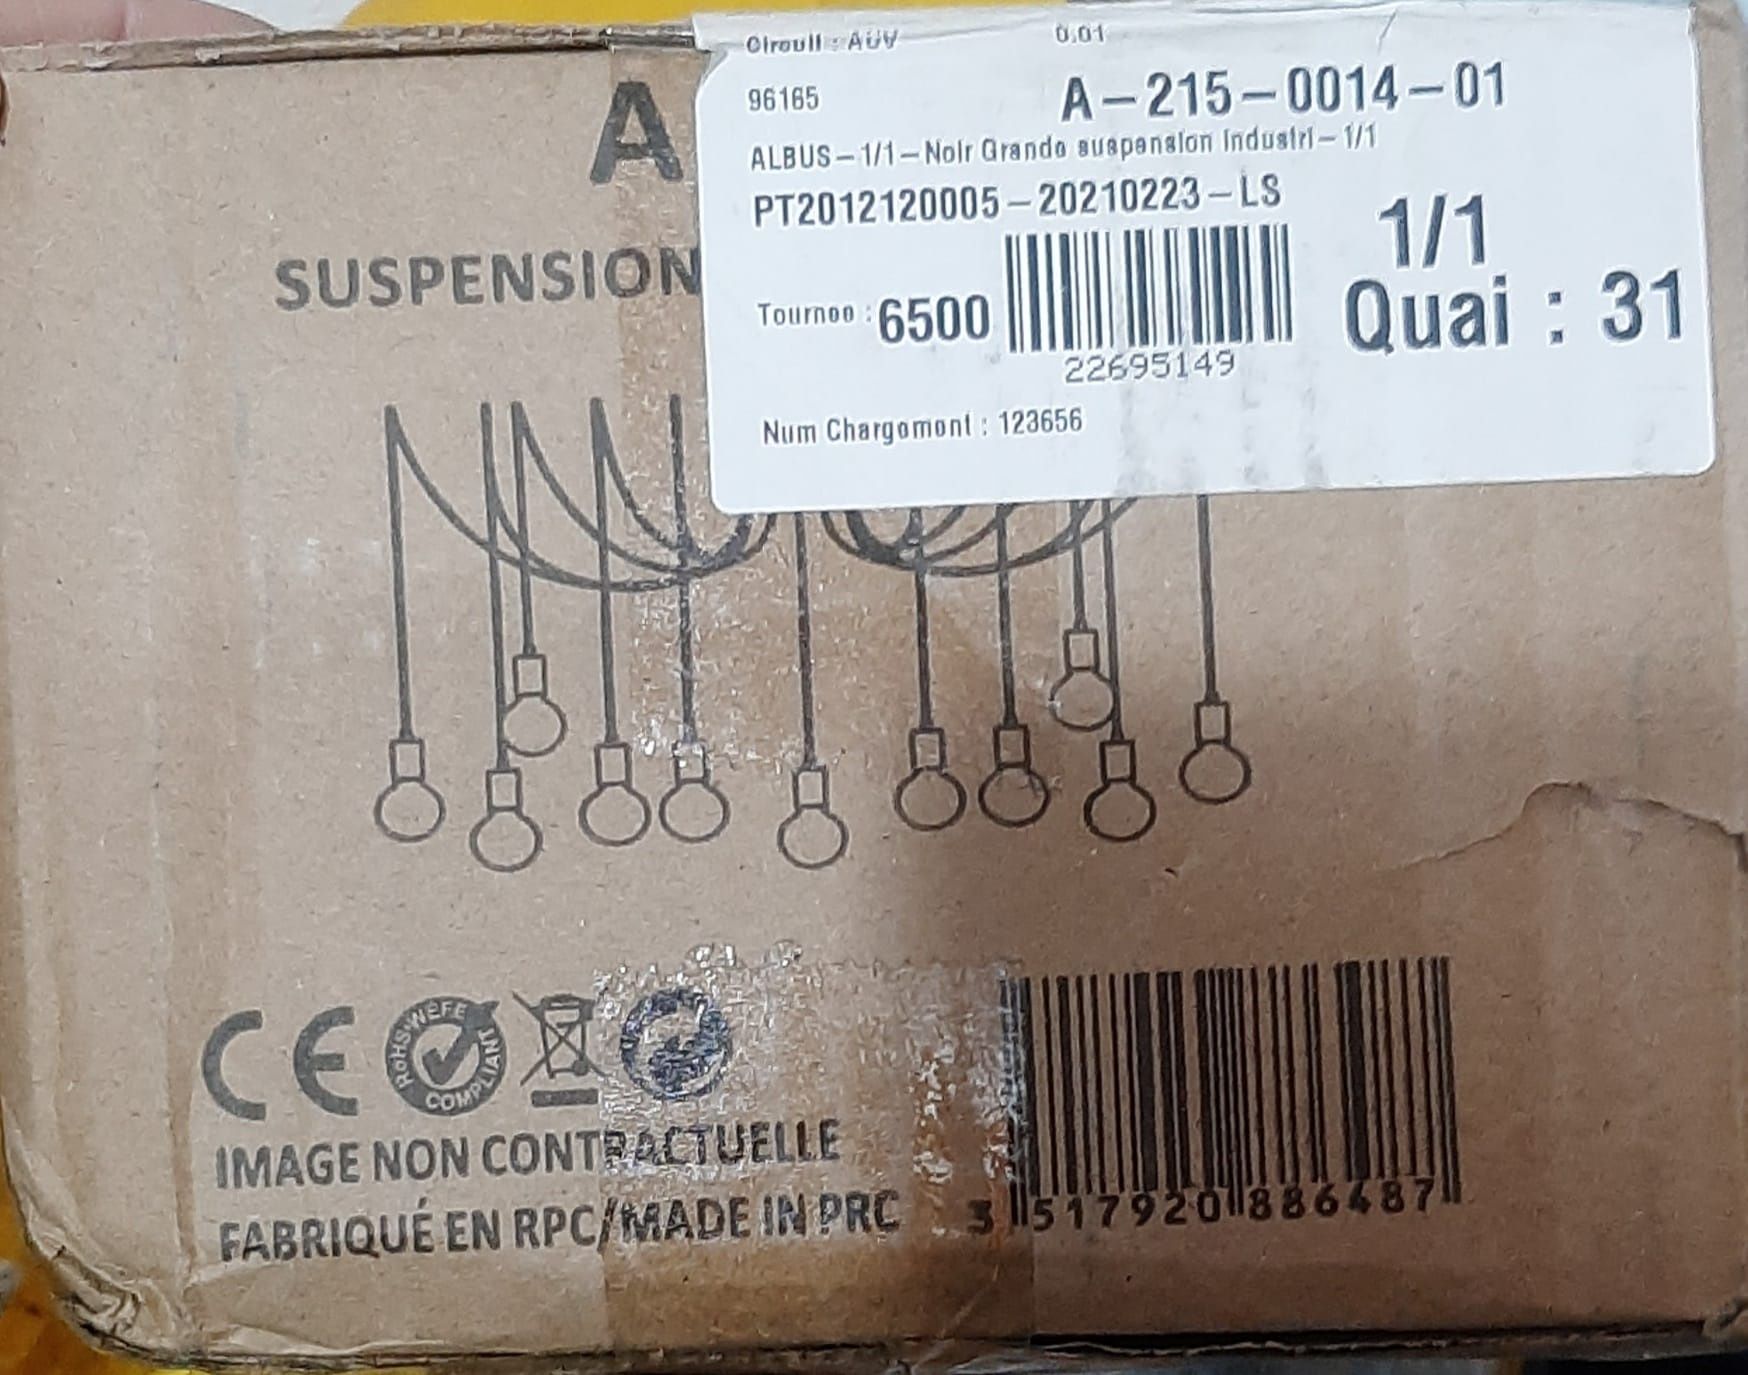 Circuit : AUV 0.01
96165 A-215-0014-01
ALBUS-1/1-Noir Grande suspension Industri-1/1
PT2012120005-20210223-LS
1/1
Tournee : 6500
Quai : 31
22695149
Num Chargement : 123656
A
SUSPENSION
CE
RoHS WEFE COMPLIANT
IMAGE NON CONTRACTUELLE
FABRIQUÉ EN RPC/MADE IN PRC
3 517920 886487